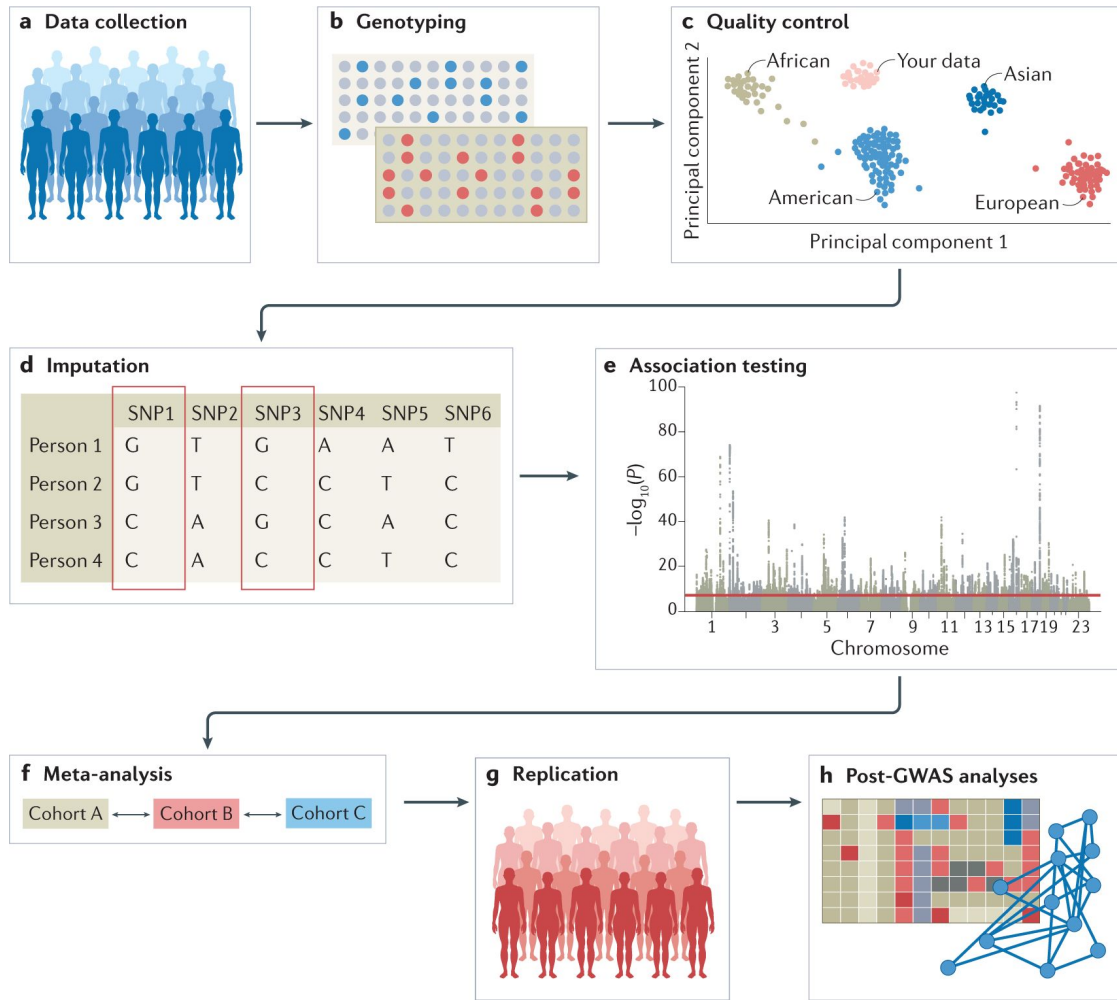 a Data collection
b Genotyping
c Quality control
Principal component 2
African
Your data
Asian
American
European
Principal component 1
d Imputation
SNP1 SNP2 SNP3 SNP4 SNP5 SNP6
Person 1 G T G A A T
Person 2 G T C C T C
Person 3 C A G C A C
Person 4 C A C C T C
e Association testing
–log10(P)
100
80
60
40
20
0
1 3 5 7 9 11 13 15 17 19 23
Chromosome
f Meta-analysis
Cohort A Cohort B Cohort C
g Replication
h Post-GWAS analyses